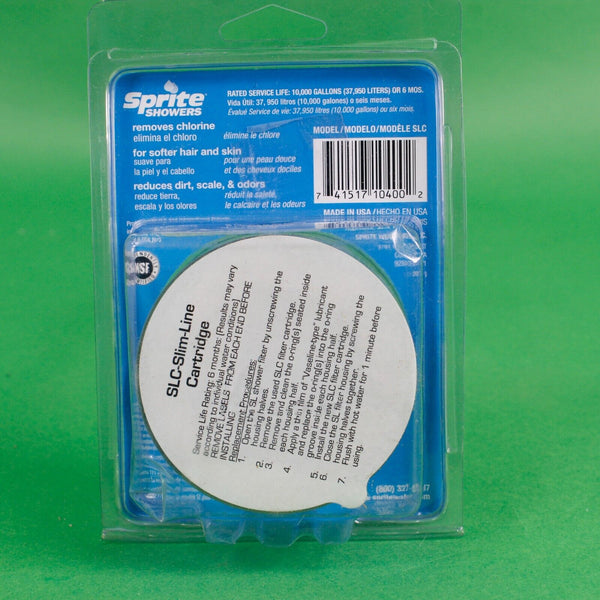 Sprite
SHOWERS
RATED SERVICE LIFE: 10,000 GALLONS (37,950 LITERS) OR 6 MOS.
Vida Útil: 37, 950 litros (10,000 galones) o seis meses.
Évalué Service de vie: 37,950 litros (10,000 gallons) ou six mois.
removes chlorine
elimina el cloro
élimine le chlore
for softer hair and skin
suave para
la piel y el cabello
pour une peau douce
et des cheveux dociles
reduces dirt, scale, & odors
reduce tierra,
escala y los olores
réduit la saleté,
le calcaire et les odeurs
MODEL/MODELO/MODÈLE SLC
7 41517 10400 2
MADE IN USA/HECHO EN USA
NSF
SLC-Slim-Line
Cartridge
Service Life Rating: 6 months: [Results may vary
according to individual water conditions]
REMOVE LABELS FROM EACH END BEFORE
INSTALLING
Replacement Procedures:
1. Open the SL shower filter by unscrewing the
housing halves.
2. Remove the used SLC filter cartridge.
3. Remove and clean the o-ring[s] seated inside
each housing half.
4. Apply a thin film of "Vaseline-type" lubricant
and replace the o-ring[s] into the o-ring
groove inside each housing half.
5. Install the new SLC filter cartridge.
6. Close the SL filter housing by screwing the
housing halves together.
7. Flush with hot water for 1 minute before
using.